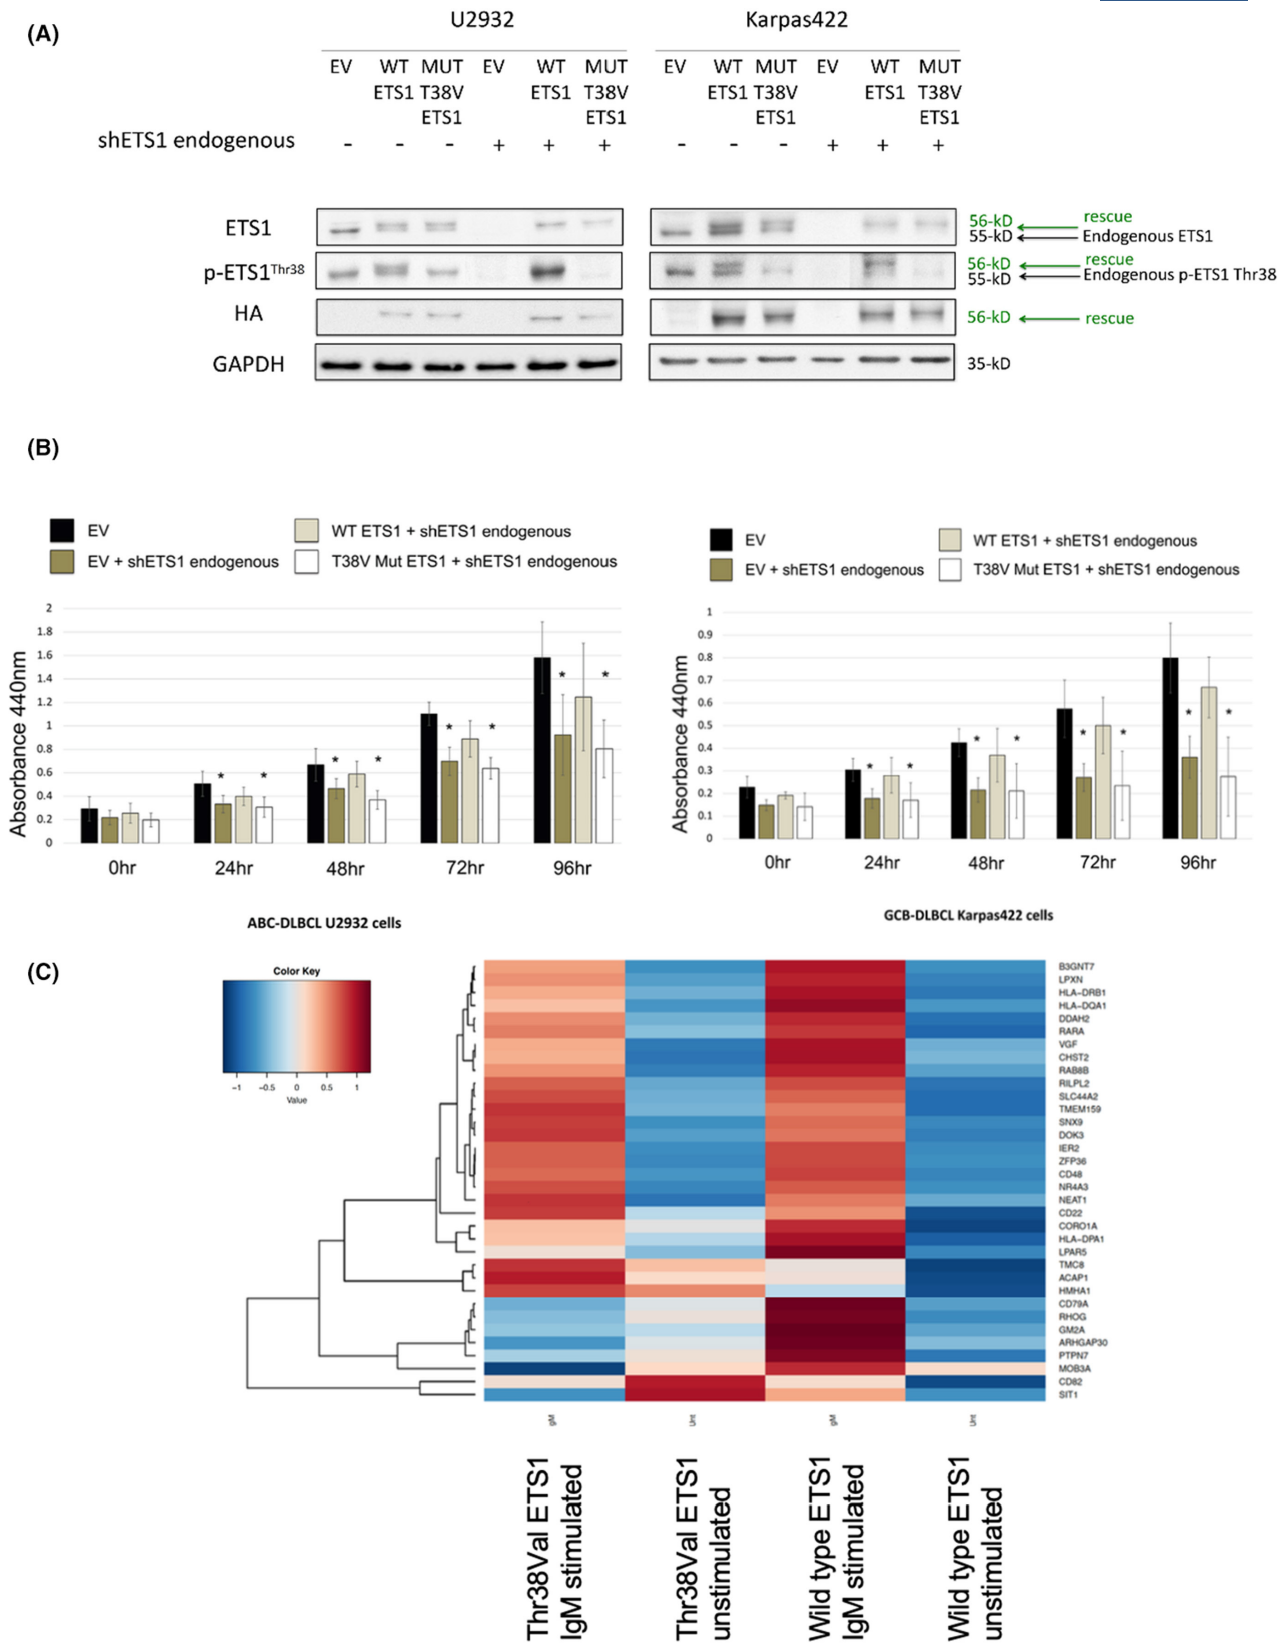 (A)
U2932
Karpas422
EV WT MUT EV WT MUT
ETS1 T38V ETS1 T38V
ETS1 ETS1
EV WT MUT EV WT MUT
ETS1 T38V ETS1 T38V
ETS1 ETS1
shETS1 endogenous - - - + + + - - - + + +
ETS1
56-kD rescue
55-kD Endogenous ETS1
p-ETS1Thr38
56-kD rescue
55-kD Endogenous p-ETS1 Thr38
HA
56-kD rescue
GAPDH
35-kD
(B)
EV WT ETS1 + shETS1 endogenous
EV + shETS1 endogenous T38V Mut ETS1 + shETS1 endogenous
Absorbance 440nm
2
1.8
1.6
1.4
1.2
1
0.8
0.6
0.4
0.2
0
* * * * * * * *
0hr 24hr 48hr 72hr 96hr
ABC-DLBCL U2932 cells
EV WT ETS1 + shETS1 endogenous
EV + shETS1 endogenous T38V Mut ETS1 + shETS1 endogenous
Absorbance 440nm
1
0.9
0.8
0.7
0.6
0.5
0.4
0.3
0.2
0.1
0
* * * * * * * *
0hr 24hr 48hr 72hr 96hr
GCB-DLBCL Karpas422 cells
(C)
Color Key
-1 -0.5 0 0.5 1
Value
B3GNT7
LPXN
HLA-DRB1
HLA-DQA1
DDAH2
RARA
VGF
CHST2
RAB8B
RILPL2
SLC44A2
TMEM159
SNX9
DOK3
IER2
ZFP36
CD48
NR4A3
NEAT1
CD22
CORO1A
HLA-DPA1
LPAR5
TMC8
ACAP1
HMHA1
CD79A
RHOG
GM2A
ARHGAP30
PTPN7
MOB3A
CD82
SIT1
IgM Unt IgM Unt
Thr38Val ETS1
IgM stimulated
Thr38Val ETS1
unstimulated
Wild type ETS1
IgM stimulated
Wild type ETS1
unstimulated